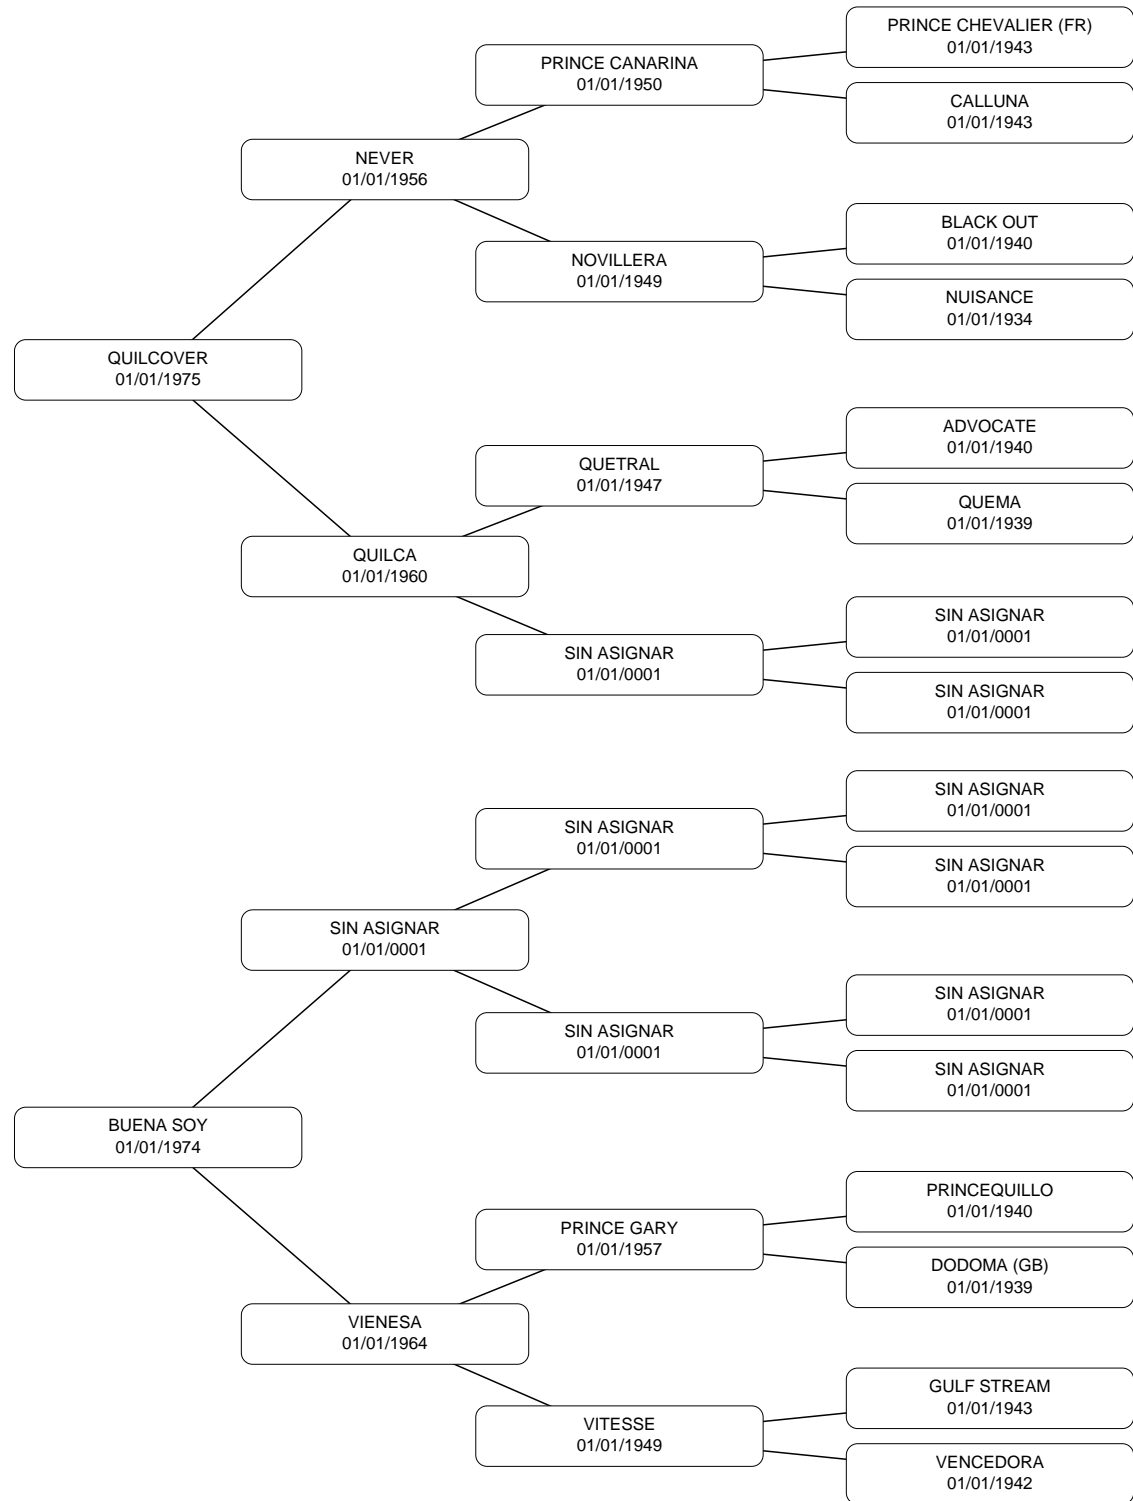 PRINCE CHEVALIER (FR)
01/01/1943
PRINCE CANARINA
01/01/1950
CALLUNA
01/01/1943
NEVER
01/01/1956
BLACK OUT
01/01/1940
NOVILLERA
01/01/1949
NUISANCE
01/01/1934
QUILCOVER
01/01/1975
ADVOCATE
01/01/1940
QUETRAL
01/01/1947
QUEMA
01/01/1939
QUILCA
01/01/1960
SIN ASIGNAR
01/01/0001
SIN ASIGNAR
01/01/0001
SIN ASIGNAR
01/01/0001
SIN ASIGNAR
01/01/0001
SIN ASIGNAR
01/01/0001
SIN ASIGNAR
01/01/0001
SIN ASIGNAR
01/01/0001
SIN ASIGNAR
01/01/0001
SIN ASIGNAR
01/01/0001
SIN ASIGNAR
01/01/0001
BUENA SOY
01/01/1974
PRINCEQUILLO
01/01/1940
PRINCE GARY
01/01/1957
DODOMA (GB)
01/01/1939
VIENESA
01/01/1964
GULF STREAM
01/01/1943
VITESSE
01/01/1949
VENCEDORA
01/01/1942